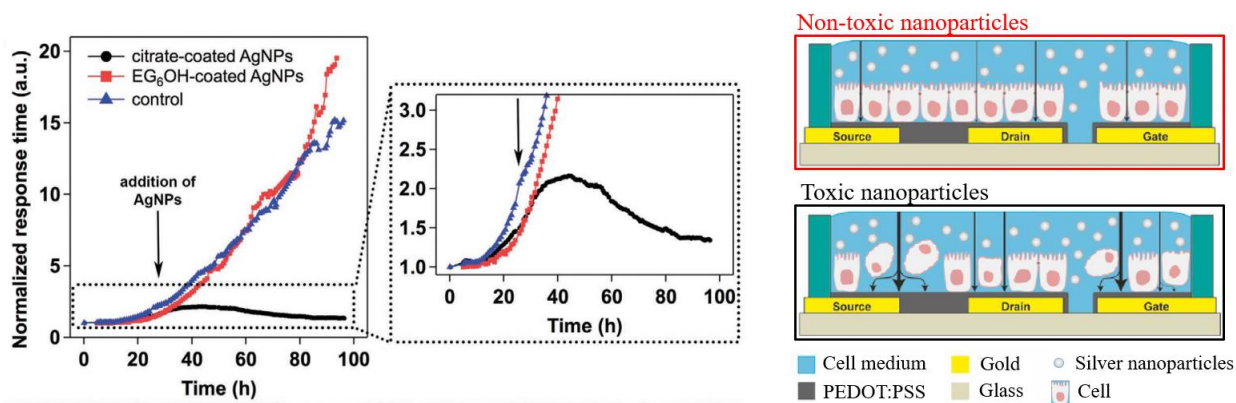 Normalized response time (a.u.)
20
15
10
5
0
citrate-coated AgNPs
EG₆OH-coated AgNPs
control
addition of
AgNPs
0 20 40 60 80 100
Time (h)
3.0
2.5
2.0
1.5
1.0
0 20 40 60 80 100
Time (h)
Non-toxic nanoparticles
Source Drain Gate
Toxic nanoparticles
Source Drain Gate
Cell medium Gold Silver nanoparticles
PEDOT:PSS Glass Cell